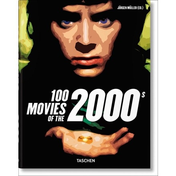 JÜRGEN MÜLLER (ED.)
100
MOVIES
OF THE
2000s
TASCHEN